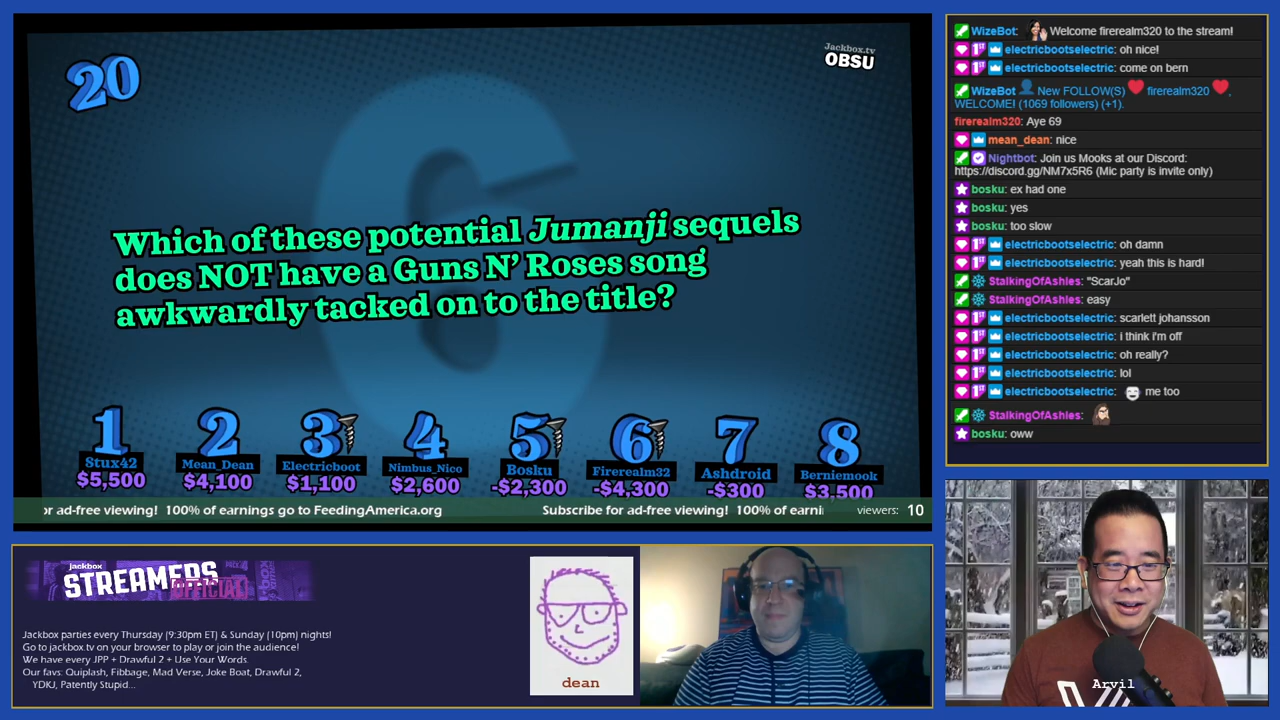 20
Jackbox.tv
OBSU
6
Which of these potential Jumanji sequels
does NOT have a Guns N' Roses song
awkwardly tacked on to the title?
1
Stux42
$5,500
2
Mean_Dean
$4,100
3
Electricboot
$1,100
4
Nimbus_Nico
$2,600
5
Bosku
-$2,300
6
Firerealm32
-$4,300
7
Ashdroid
-$300
8
Berniemook
$3,500
or ad-free viewing! 100% of earnings go to FeedingAmerica.org Subscribe for ad-free viewing! 100% of earni viewers: 10
jackbox
STREAMERS
OFFICIAL
Jackbox parties every Thursday (9:30pm ET) & Sunday (10pm) nights!
Go to jackbox.tv on your browser to play or join the audience!
We have every JPP + Drawful 2 + Use Your Words.
Our favs: Quiplash, Fibbage, Mad Verse, Joke Boat, Drawful 2,
YDKJ, Patently Stupid...
dean
WizeBot: Welcome firerealm320 to the stream!
electricbootselectric: oh nice!
electricbootselectric: come on bern
WizeBot New FOLLOW(S) firerealm320 ,
WELCOME! (1069 followers) (+1).
firerealm320: Aye 69
mean_dean: nice
Nightbot: Join us Mooks at our Discord:
https://discord.gg/NM7x5R6 (Mic party is invite only)
bosku: ex had one
bosku: yes
bosku: too slow
electricbootselectric: oh damn
electricbootselectric: yeah this is hard!
StalkingOfAshles: "ScarJo"
StalkingOfAshles: easy
electricbootselectric: scarlett johansson
electricbootselectric: i think i'm off
electricbootselectric: oh really?
electricbootselectric: lol
electricbootselectric: me too
StalkingOfAshles:
bosku: oww
Arvil